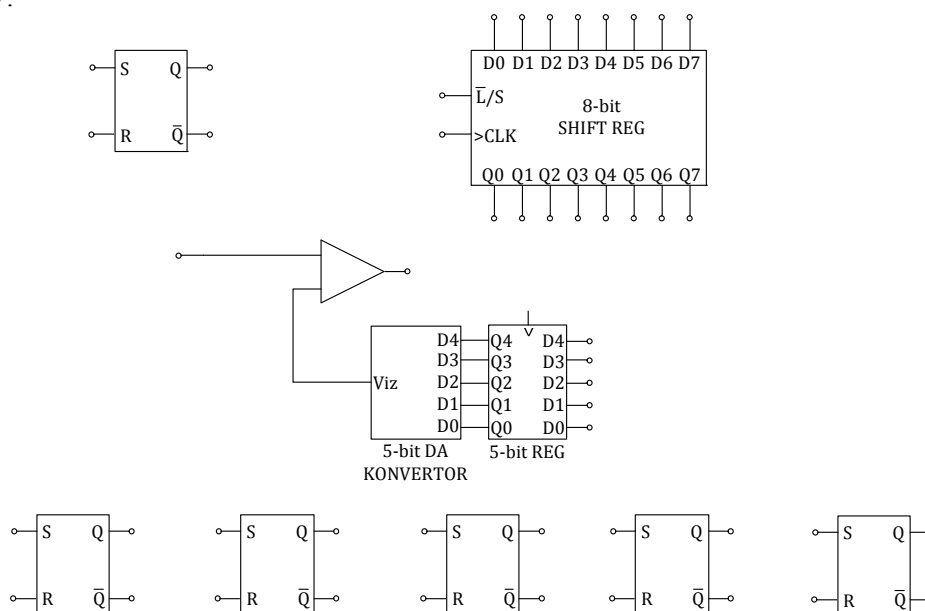 S Q
R Q̅
D0 D1 D2 D3 D4 D5 D6 D7
L̅/S
8-bit
SHIFT REG
>CLK
Q0 Q1 Q2 Q3 Q4 Q5 Q6 Q7
Viz
D4
D3
D2
D1
D0
5-bit DA
KONVERTOR
Q4 D4
Q3 D3
Q2 D2
Q1 D1
Q0 D0
5-bit REG
S Q S Q S Q S Q S Q
R Q̅ R Q̅ R Q̅ R Q̅ R Q̅